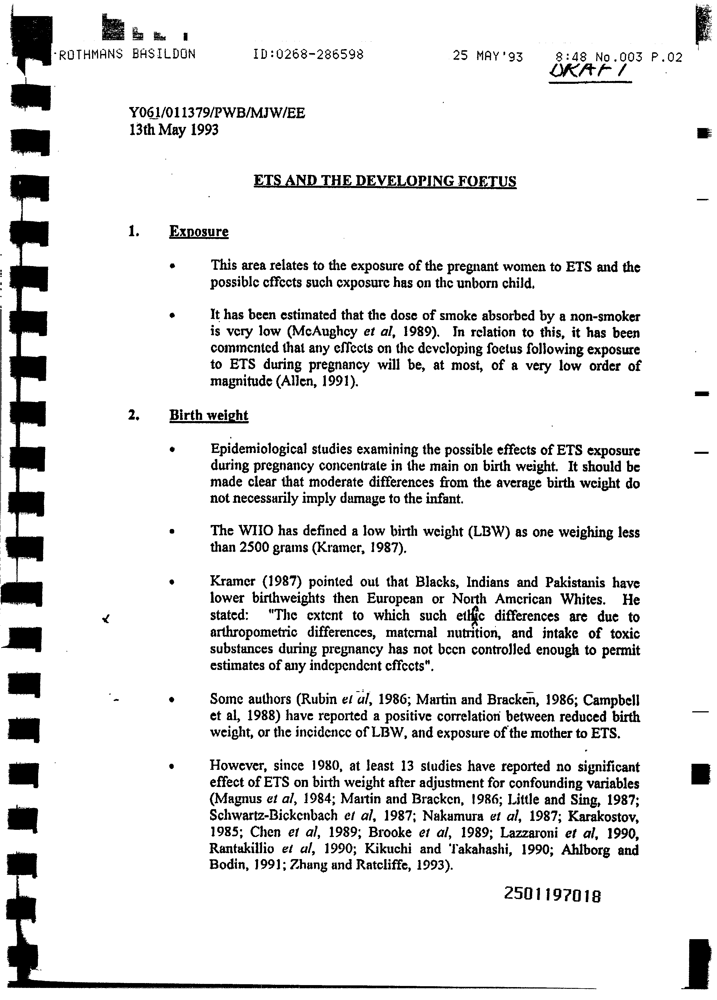 ROTHMANS BASILDON ID:0268-286598 25 MAY'93 8:48 No.003 P.02
DRAFT
Y061/011379/PWB/MJW/EE
13th May 1993
ETS AND THE DEVELOPING FOETUS
1. Exposure
• This area relates to the exposure of the pregnant women to ETS and the
possible effects such exposure has on the unborn child.
• It has been estimated that the dose of smoke absorbed by a non-smoker
is very low (McAughey et al, 1989). In relation to this, it has been
commented that any effects on the developing foetus following exposure
to ETS during pregnancy will be, at most, of a very low order of
magnitude (Allen, 1991).
2. Birth weight
• Epidemiological studies examining the possible effects of ETS exposure
during pregnancy concentrate in the main on birth weight. It should be
made clear that moderate differences from the average birth weight do
not necessarily imply damage to the infant.
• The WHO has defined a low birth weight (LBW) as one weighing less
than 2500 grams (Kramer, 1987).
• Kramer (1987) pointed out that Blacks, Indians and Pakistanis have
lower birthweights then European or North American Whites. He
stated: "The extent to which such ethic differences are due to
arthropometric differences, maternal nutrition, and intake of toxic
substances during pregnancy has not been controlled enough to permit
estimates of any independent effects".
• Some authors (Rubin et al, 1986; Martin and Bracken, 1986; Campbell
et al, 1988) have reported a positive correlation between reduced birth
weight, or the incidence of LBW, and exposure of the mother to ETS.
• However, since 1980, at least 13 studies have reported no significant
effect of ETS on birth weight after adjustment for confounding variables
(Magnus et al, 1984; Martin and Bracken, 1986; Little and Sing, 1987;
Schwartz-Bickenbach et al, 1987; Nakamura et al, 1987; Karakostov,
1985; Chen et al, 1989; Brooke et al, 1989; Lazzaroni et al, 1990,
Rantakillio et al, 1990; Kikuchi and Takahashi, 1990; Ahlborg and
Bodin, 1991; Zhang and Ratcliffe, 1993).
2501197018